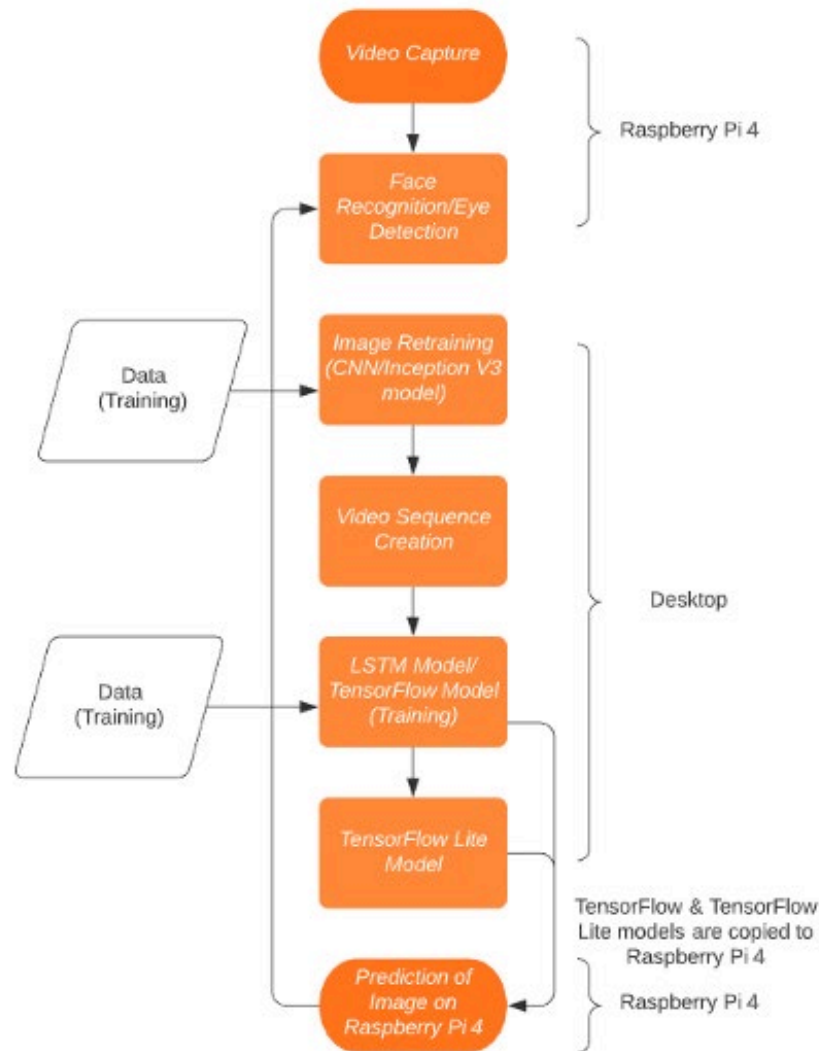 Video Capture
Raspberry Pi 4
Face
Recognition/Eye
Detection
Image Retraining
(CNN/Inception V3
model)
Data
(Training)
Video Sequence
Creation
Desktop
LSTM Model/
TensorFlow Model
(Training)
Data
(Training)
TensorFlow Lite
Model
TensorFlow & TensorFlow
Lite models are copied to
Raspberry Pi 4
Prediction of
Image on
Raspberry Pi 4
Raspberry Pi 4